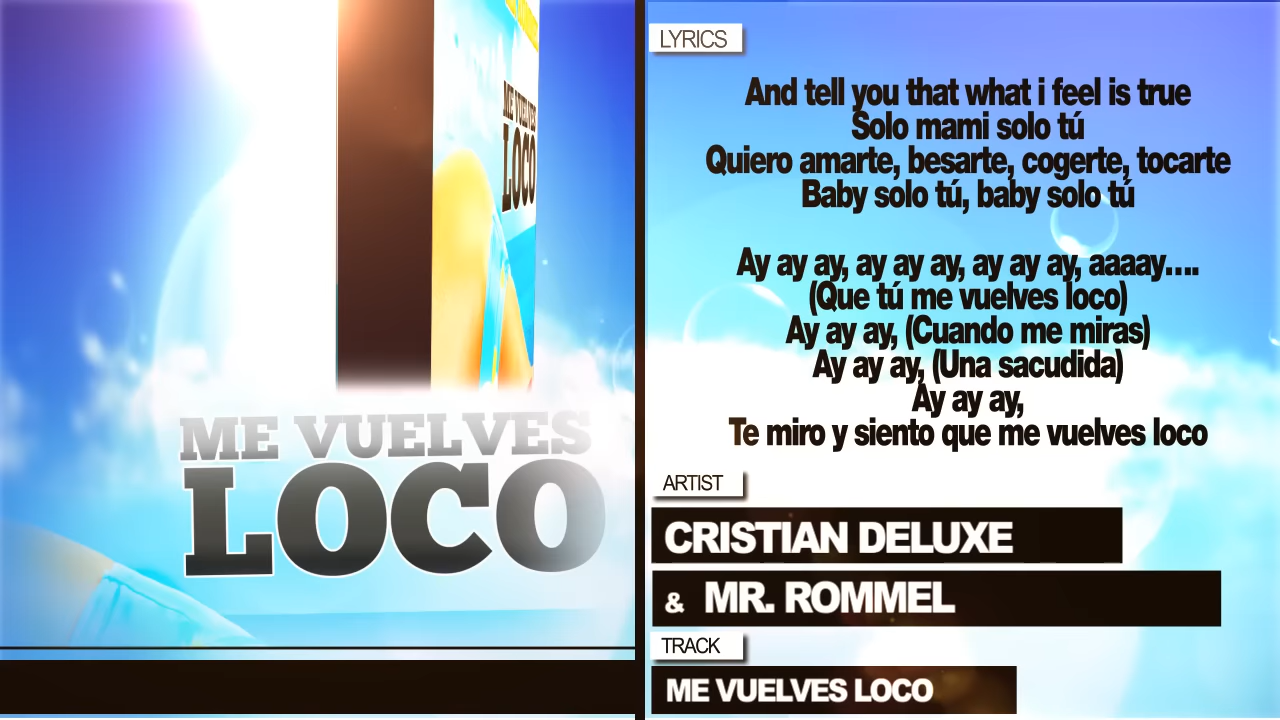 ME VUELVES
LOCO
ME VUELVES
LOCO
LYRICS
And tell you that what i feel is true
Solo mami solo tú
Quiero amarte, besarte, cogerte, tocarte
Baby solo tú, baby solo tú
Ay ay ay, ay ay ay, ay ay ay, aaaay....
(Que tú me vuelves loco)
Ay ay ay, (Cuando me miras)
Ay ay ay, (Una sacudida)
Ay ay ay,
Te miro y siento que me vuelves loco
ARTIST
CRISTIAN DELUXE
& MR. ROMMEL
TRACK
ME VUELVES LOCO